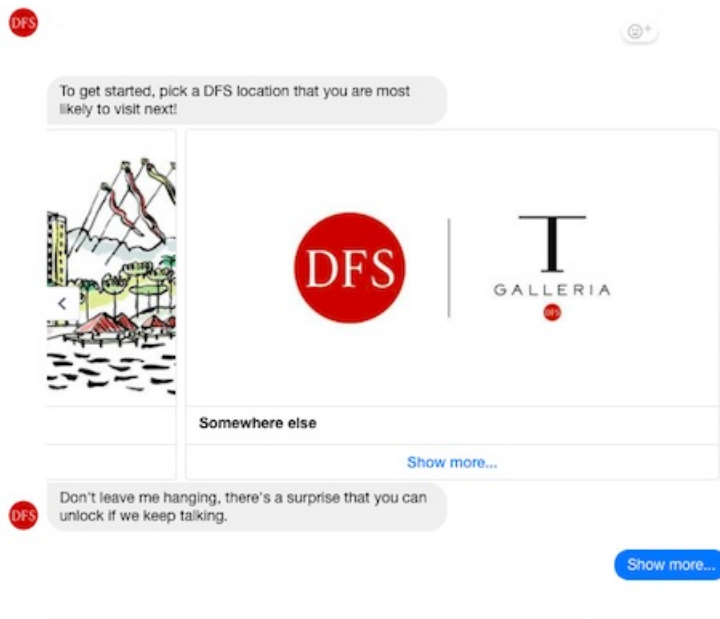 DFS
To get started, pick a DFS location that you are most
likely to visit next!
DFS
T
GALLERIA
DFS
Somewhere else
Show more...
Don't leave me hanging, there's a surprise that you can
unlock if we keep talking.
DFS
Show more...